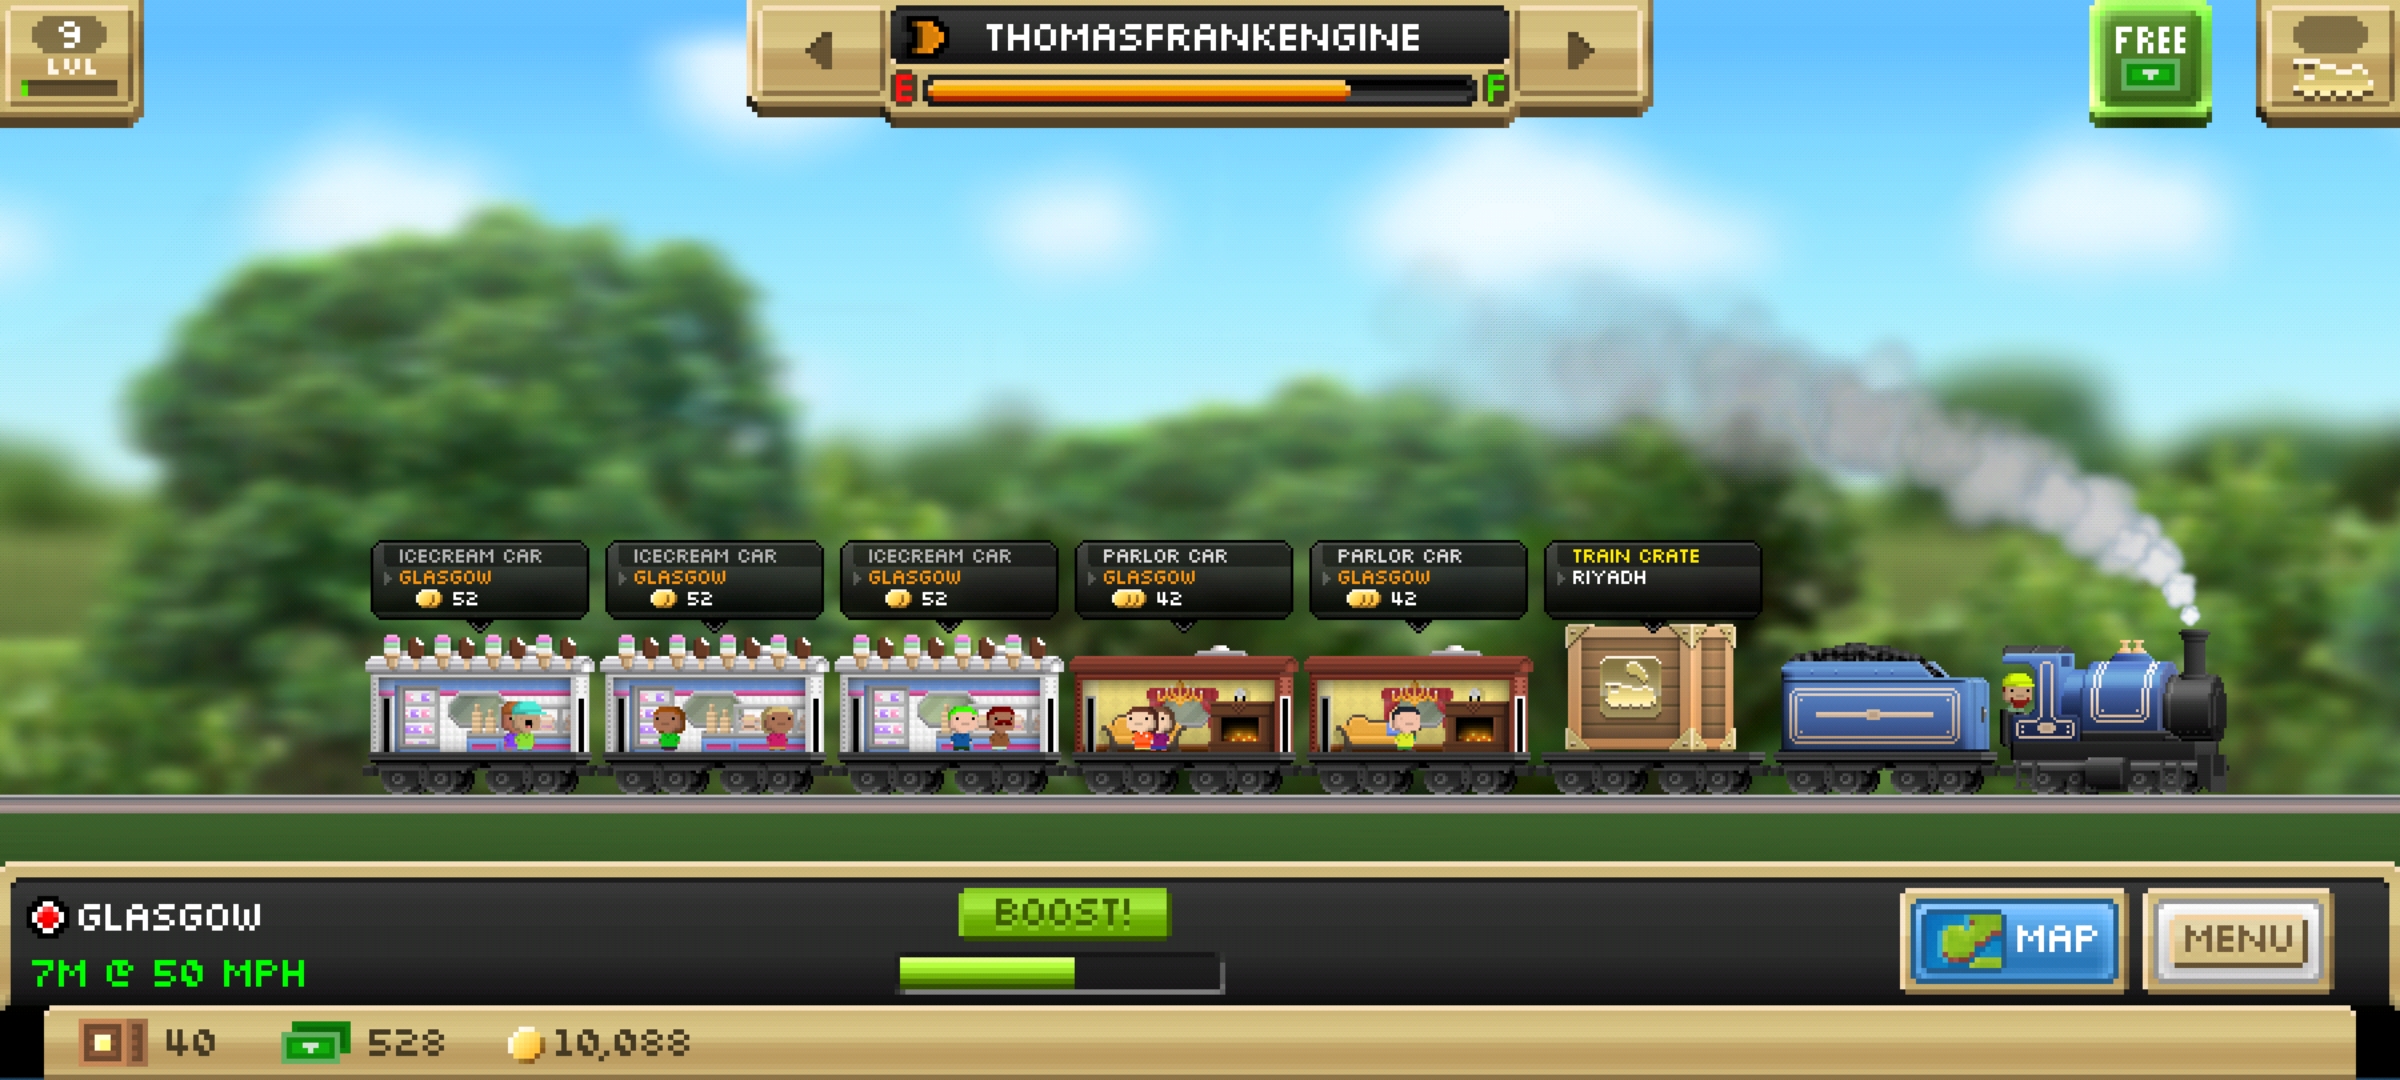 9
LVL
THOMASFRANKENGINE
E F
FREE
ICECREAM CAR
GLASGOW
52
ICECREAM CAR
GLASGOW
52
ICECREAM CAR
GLASGOW
52
PARLOR CAR
GLASGOW
42
PARLOR CAR
GLASGOW
42
TRAIN CRATE
RIYADH
GLASGOW
7M @ 50 MPH
BOOST!
MAP
MENU
40
528
10,088